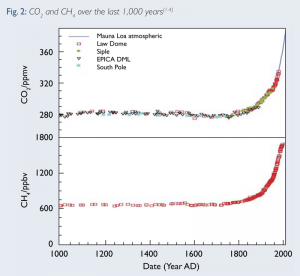 Fig. 2: CO2 and CH4 over the last 1,000 years
Mauna Loa atmospheric
Law Dome
Siple
EPICA DML
South Pole
CO2/ppmv
360
320
280
200
1800
CH4/ppbv
1200
600
0
1000
1200
1400
1600
1800
2000
Date (Year AD)